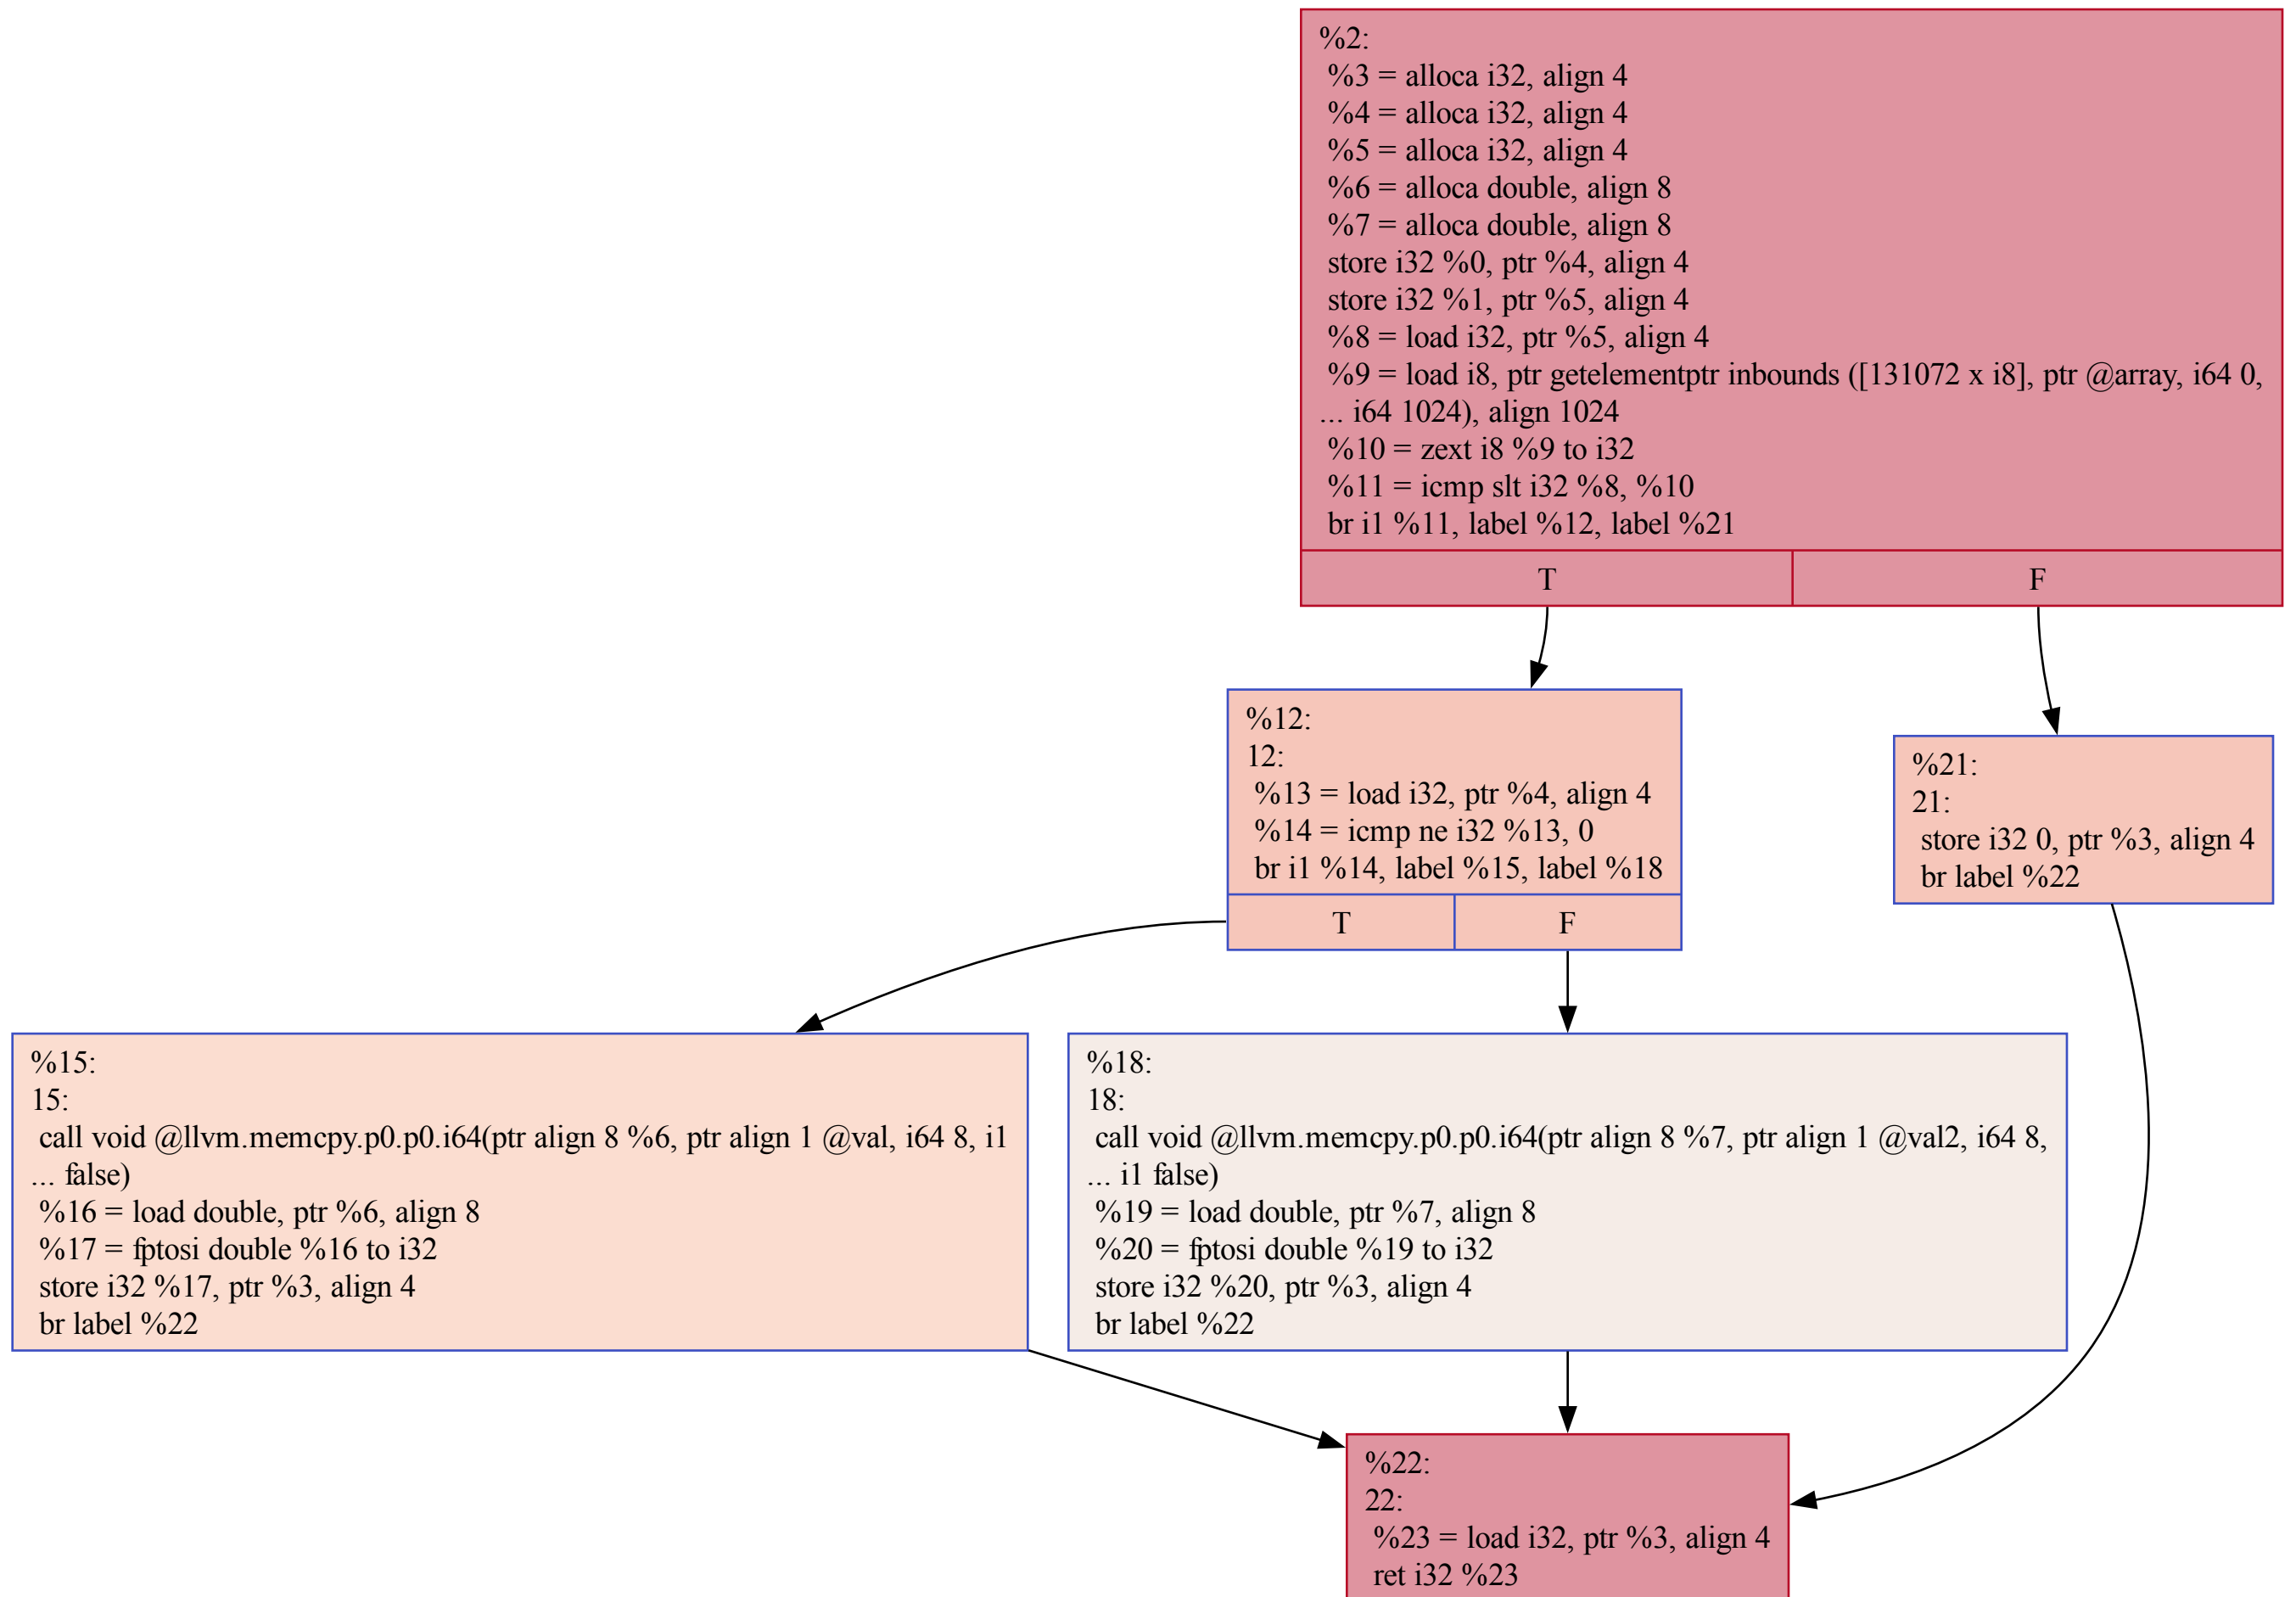 %2:
%3 = alloca i32, align 4
%4 = alloca i32, align 4
%5 = alloca i32, align 4
%6 = alloca double, align 8
%7 = alloca double, align 8
store i32 %0, ptr %4, align 4
store i32 %1, ptr %5, align 4
%8 = load i32, ptr %5, align 4
%9 = load i8, ptr getelementptr inbounds ([131072 x i8], ptr @array, i64 0,
... i64 1024), align 1024
%10 = zext i8 %9 to i32
%11 = icmp slt i32 %8, %10
br i1 %11, label %12, label %21
T
F
%12:
12:
%13 = load i32, ptr %4, align 4
%14 = icmp ne i32 %13, 0
br i1 %14, label %15, label %18
T
F
%21:
21:
store i32 0, ptr %3, align 4
br label %22
%15:
15:
call void @llvm.memcpy.p0.p0.i64(ptr align 8 %6, ptr align 1 @val, i64 8, i1
... false)
%16 = load double, ptr %6, align 8
%17 = fptosi double %16 to i32
store i32 %17, ptr %3, align 4
br label %22
%18:
18:
call void @llvm.memcpy.p0.p0.i64(ptr align 8 %7, ptr align 1 @val2, i64 8,
... i1 false)
%19 = load double, ptr %7, align 8
%20 = fptosi double %19 to i32
store i32 %20, ptr %3, align 4
br label %22
%22:
22:
%23 = load i32, ptr %3, align 4
ret i32 %23